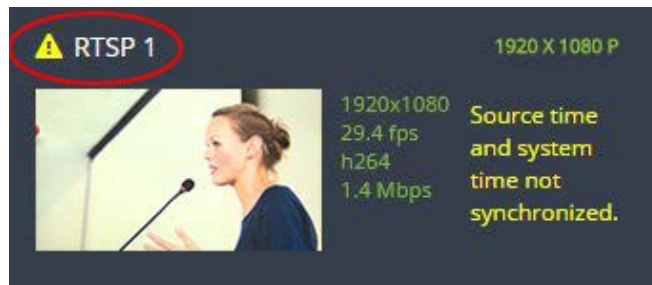 RTSP 1
1920 X 1080 P
1920x1080
29.4 fps
h264
1.4 Mbps
Source time
and system
time not
synchronized.